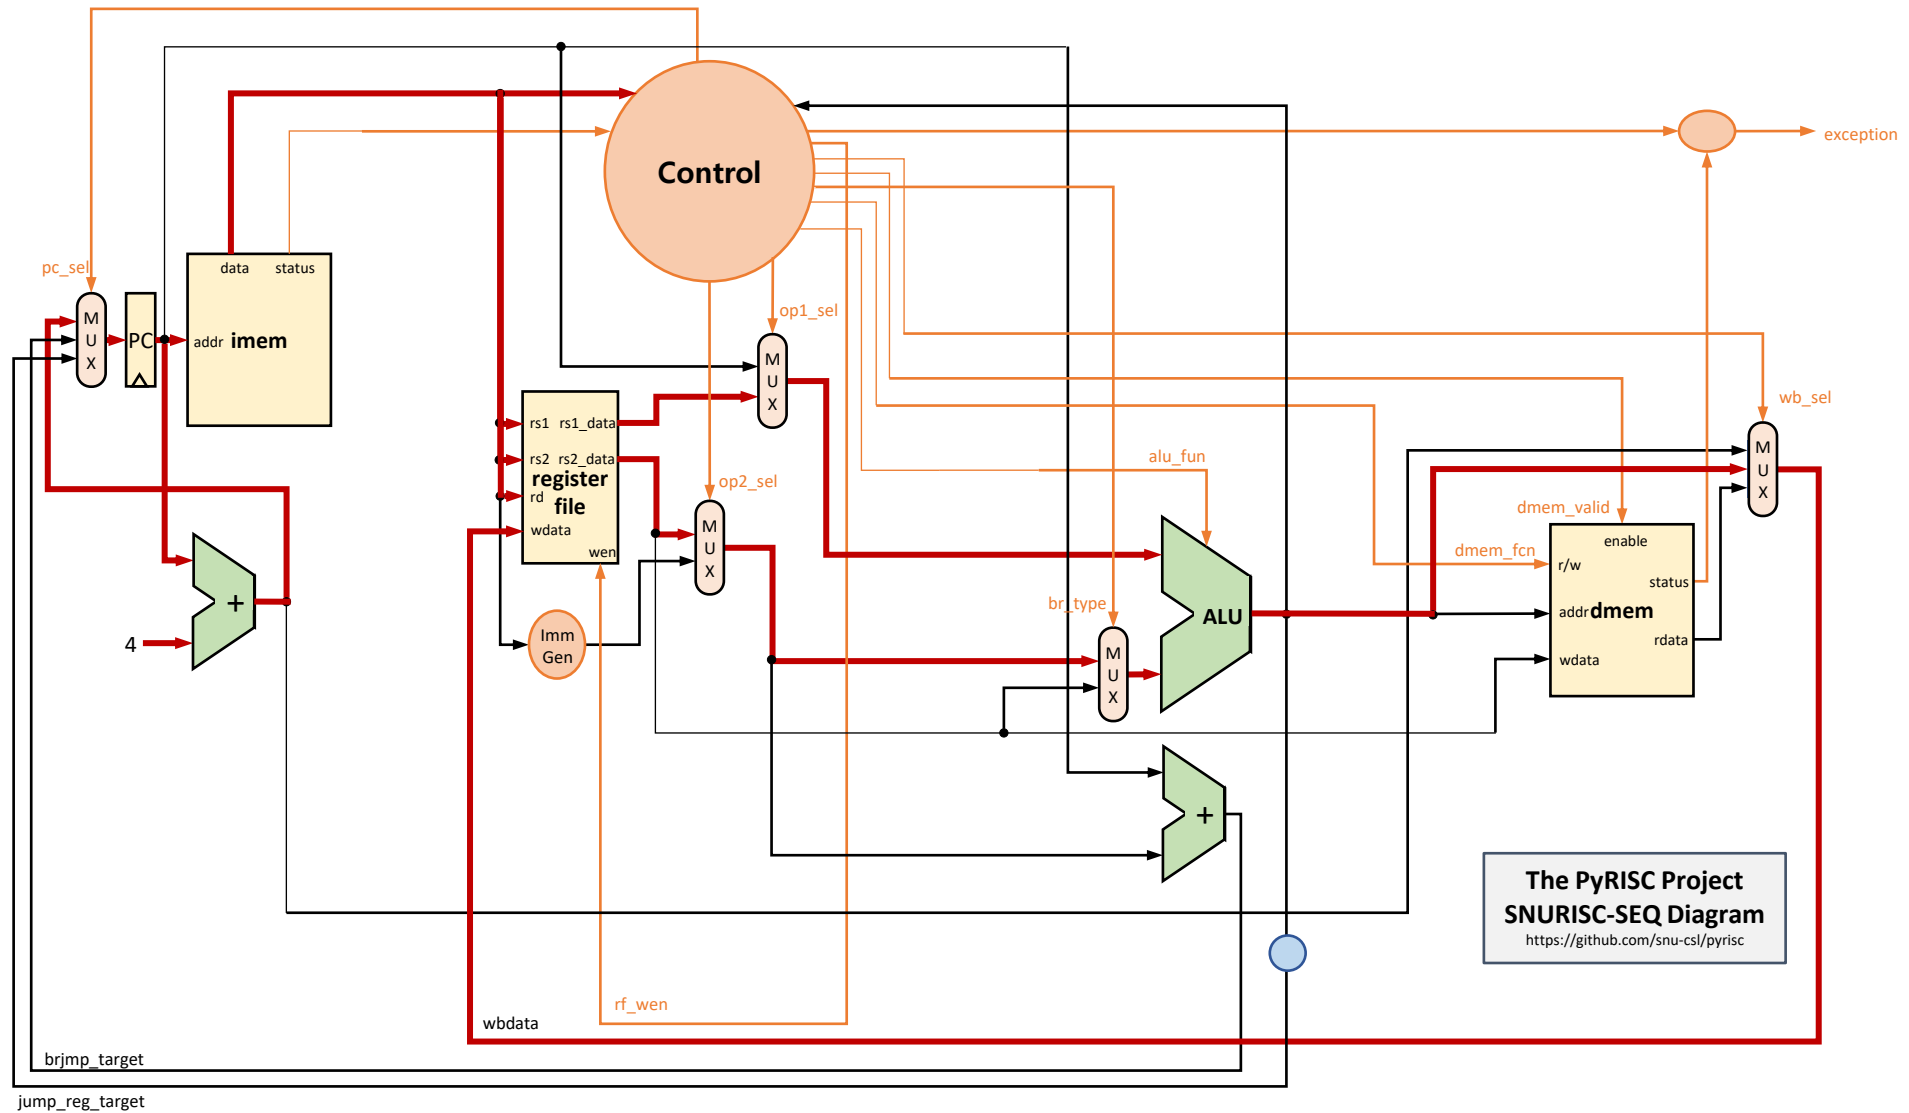 exception
Control
pc_sel
data
status
op1_sel
M
U
X
PC
addr
imem
M
U
X
wb_sel
rs1
rs1_data
rs2
rs2_data
register
file
rd
wdata
wen
op2_sel
M
U
X
alu_fun
M
U
X
dmem_valid
enable
dmem_fcn
r/w
status
addr
dmem
rdata
wdata
br_type
M
U
X
ALU
+
4
Imm
Gen
+
The PyRISC Project
SNURISC-SEQ Diagram
https://github.com/snu-csl/pyrisc
rf_wen
wbdata
brjmp_target
jump_reg_target